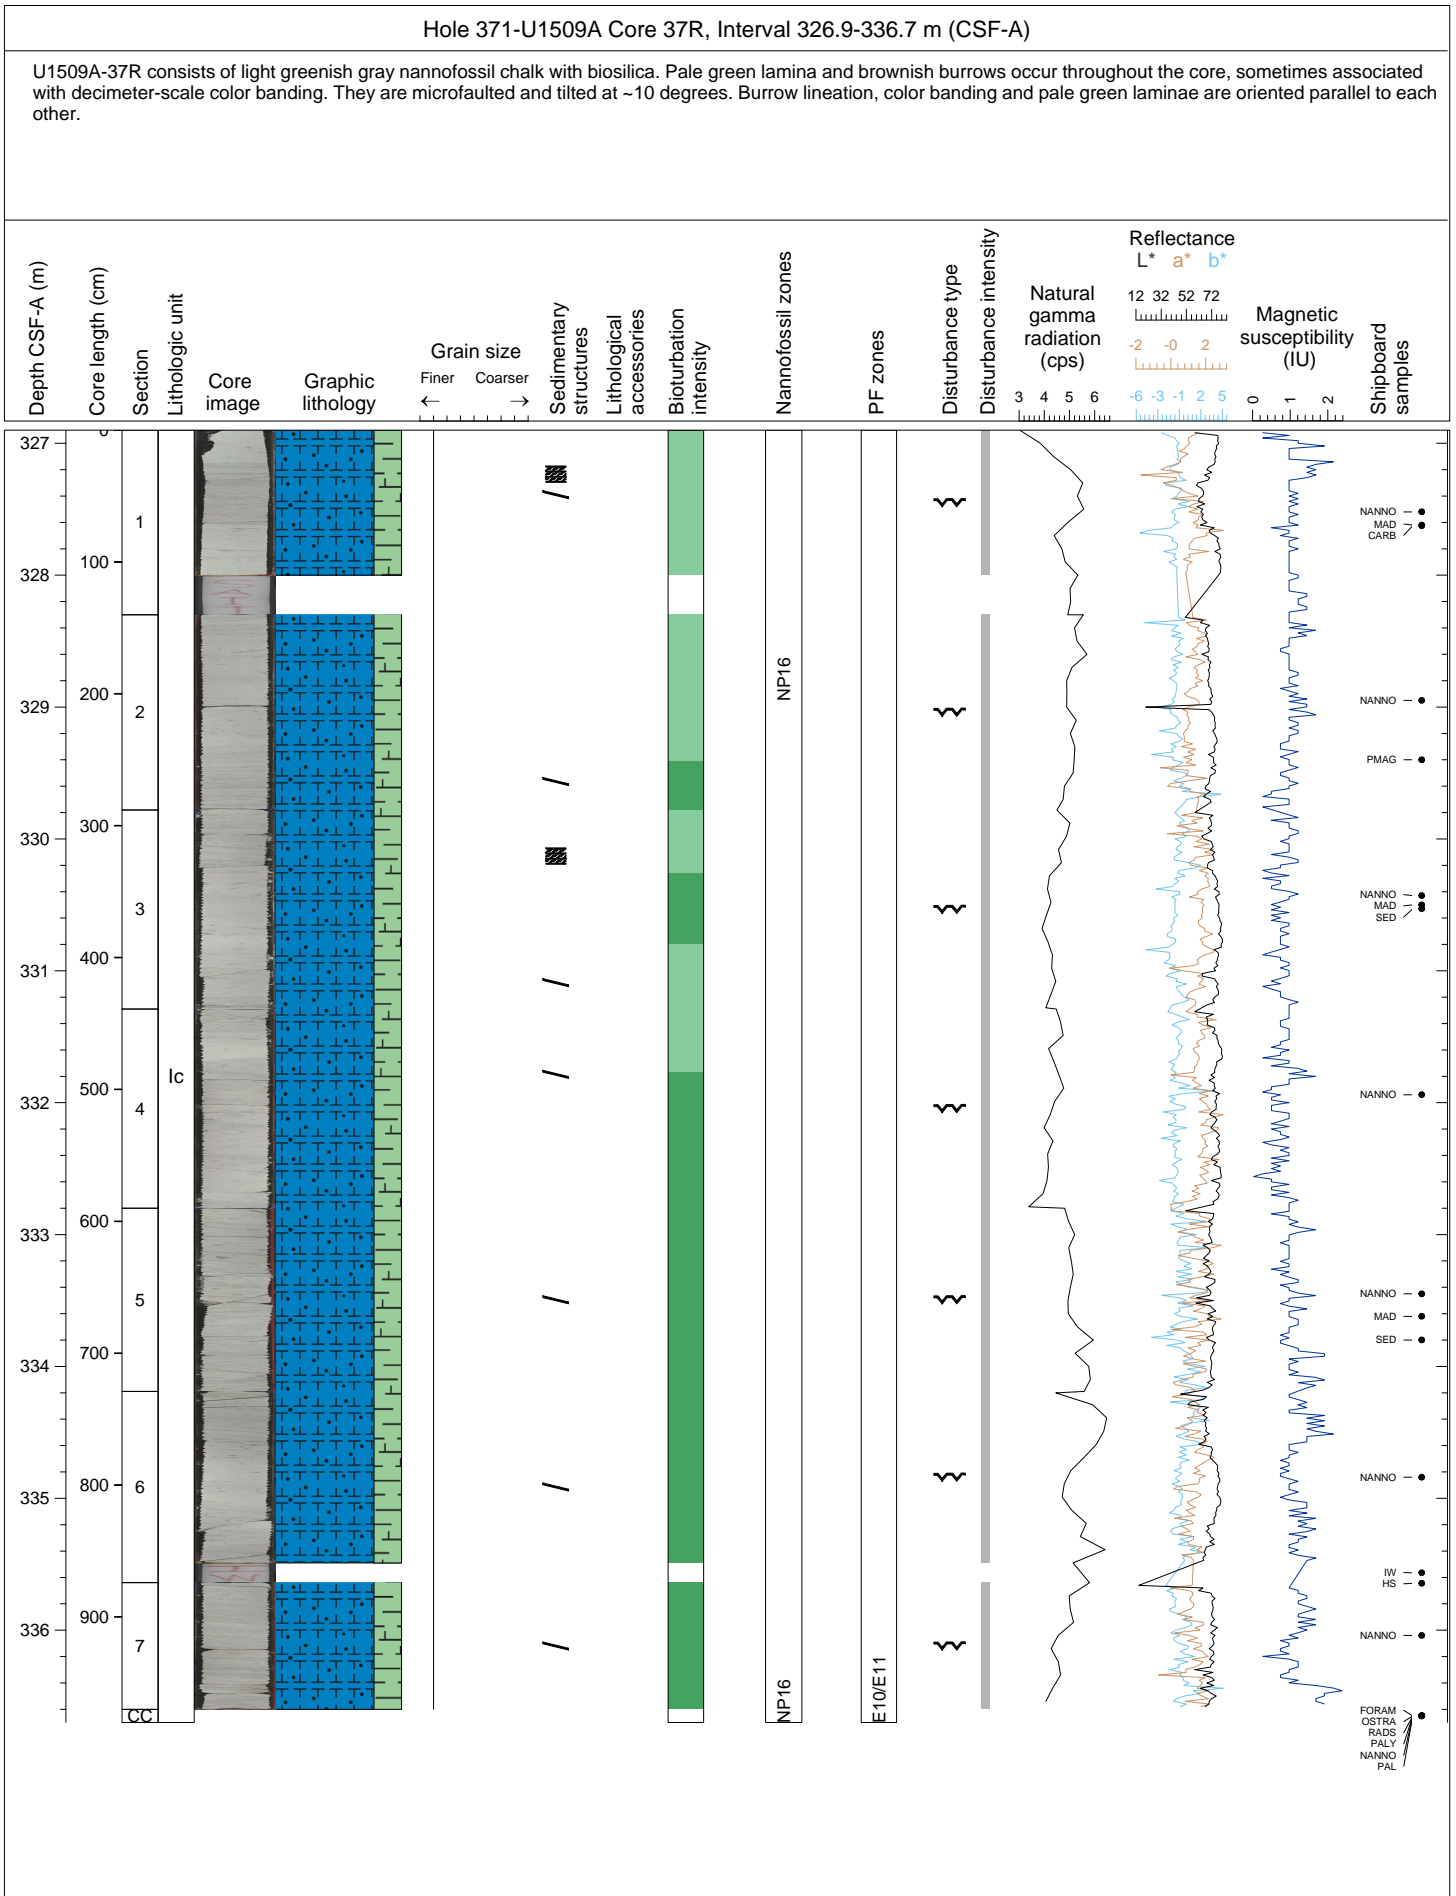 Hole 371-U1509A Core 37R, Interval 326.9-336.7 m (CSF-A)
U1509A-37R consists of light greenish gray nannofossil chalk with biosilica. Pale green lamina and brownish burrows occur throughout the core, sometimes associated
with decimeter-scale color banding. They are microfaulted and tilted at ~10 degrees. Burrow lineation, color banding and pale green laminae are oriented parallel to each
other.
Depth CSF-A (m)
Core length (cm)
Section
Lithologic unit
Core
image
Graphic
lithology
Grain size
Finer Coarser
← →
Sedimentary
structures
Lithological
accessories
Bioturbation
intensity
Nannofossil zones
PF zones
Disturbance type
Disturbance intensity
Natural
gamma
radiation
(cps)
3 4 5 6
Reflectance
L* a* b*
12 32 52 72
-2 -0 2
-6 -3 -1 2 5
Magnetic
susceptibility
(IU)
0 1 2
Shipboard
samples
327
328
329
330
331
332
333
334
335
336
0
100
200
300
400
500
600
700
800
900
1
2
3
4
5
6
7
CC
Ic
NP16
NP16
E10/E11
NANNO
MAD
CARB
NANNO
PMAG
NANNO
MAD
SED
NANNO
NANNO
MAD
SED
NANNO
IW
HS
NANNO
FORAM
OSTRA
RADS
PALY
NANNO
PAL